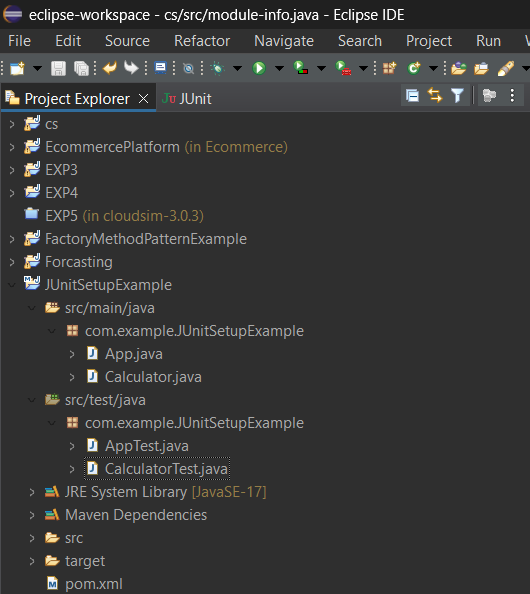 eclipse-workspace - cs/src/module-info.java - Eclipse IDE
File Edit Source Refactor Navigate Search Project Run W
Project Explorer JUnit
cs
EcommercePlatform (in Ecommerce)
EXP3
EXP4
EXP5 (in cloudsim-3.0.3)
FactoryMethodPatternExample
Forcasting
JUnitSetupExample
src/main/java
com.example.JUnitSetupExample
App.java
Calculator.java
src/test/java
com.example.JUnitSetupExample
AppTest.java
CalculatorTest.java
JRE System Library [JavaSE-17]
Maven Dependencies
src
target
pom.xml